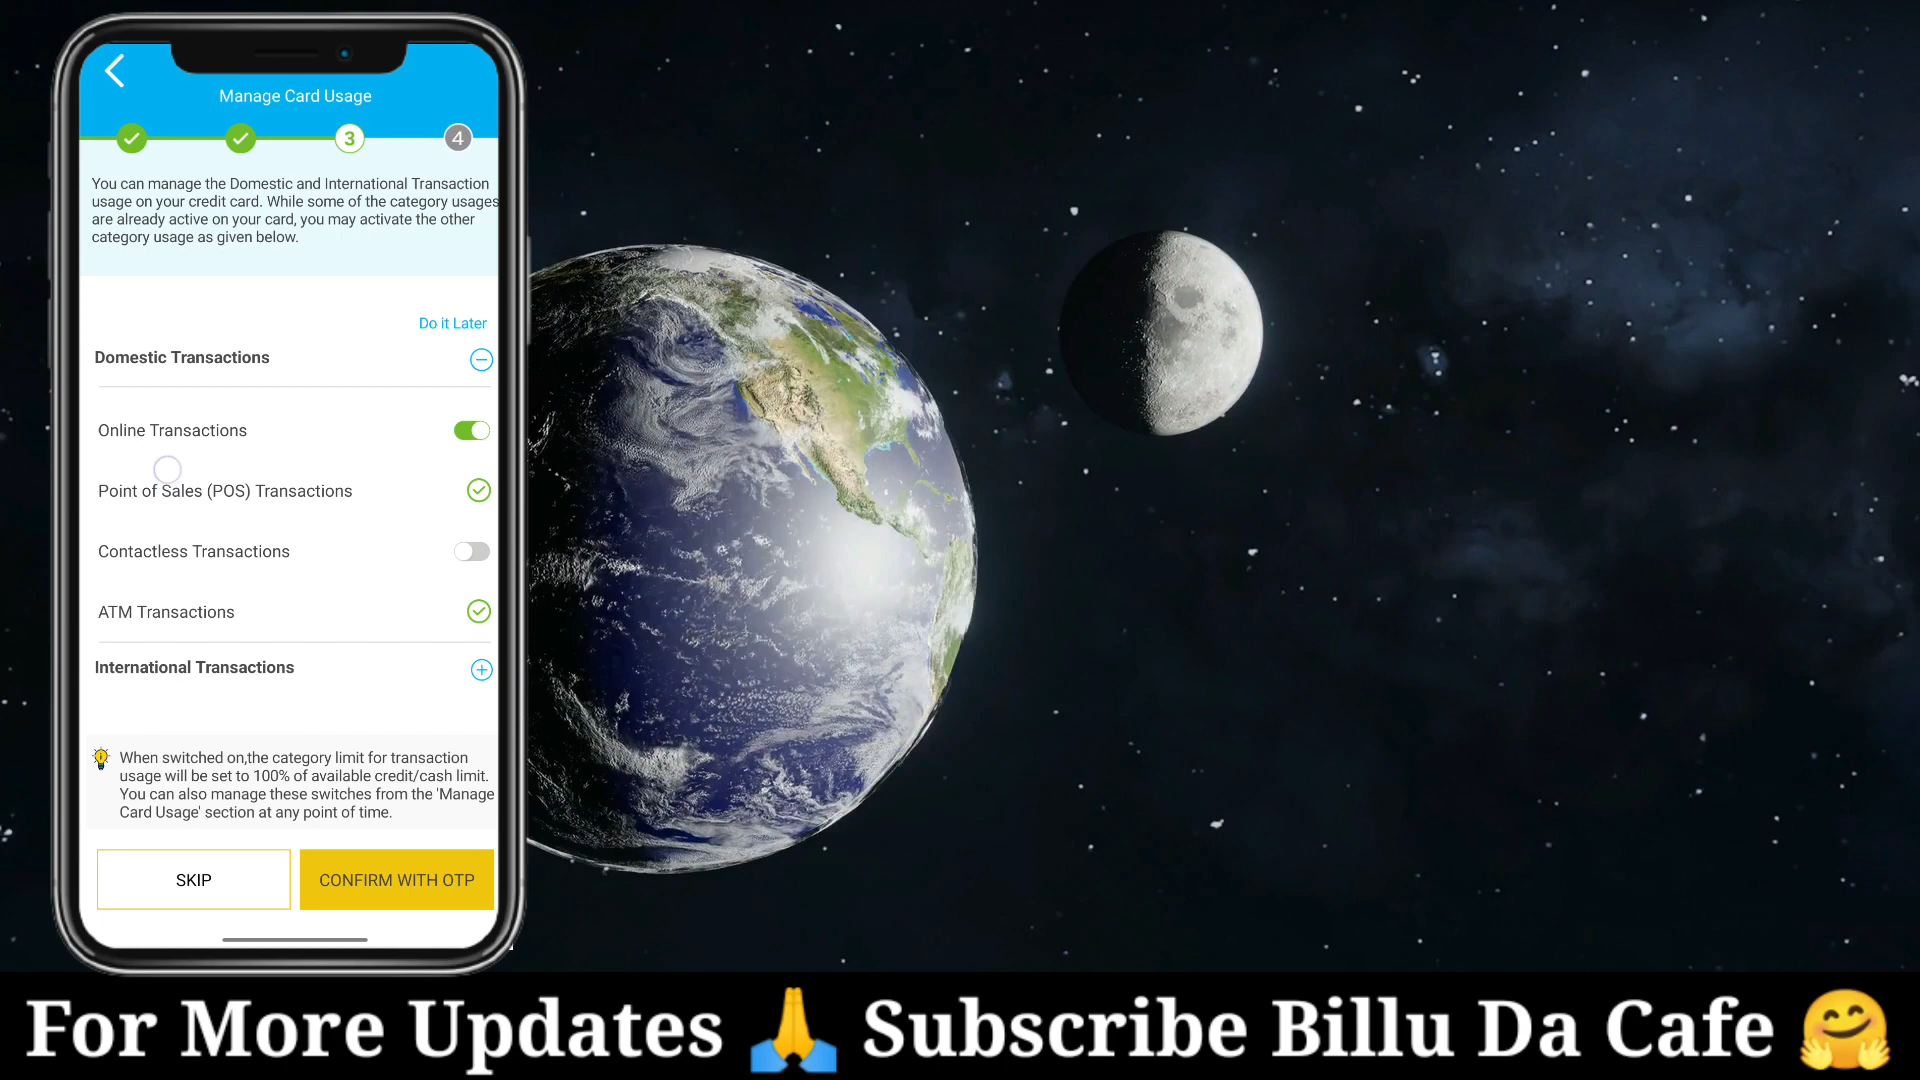 Manage Card Usage
3
4
You can manage the Domestic and International Transaction
usage on your credit card. While some of the category usages
are already active on your card, you may activate the other
category usage as given below.
Do it Later
Domestic Transactions
Online Transactions
Point of Sales (POS) Transactions
Contactless Transactions
ATM Transactions
International Transactions
When switched on,the category limit for transaction
usage will be set to 100% of available credit/cash limit.
You can also manage these switches from the 'Manage
Card Usage' section at any point of time.
SKIP
CONFIRM WITH OTP
For More Updates 🙏 Subscribe Billu Da Cafe 🤗